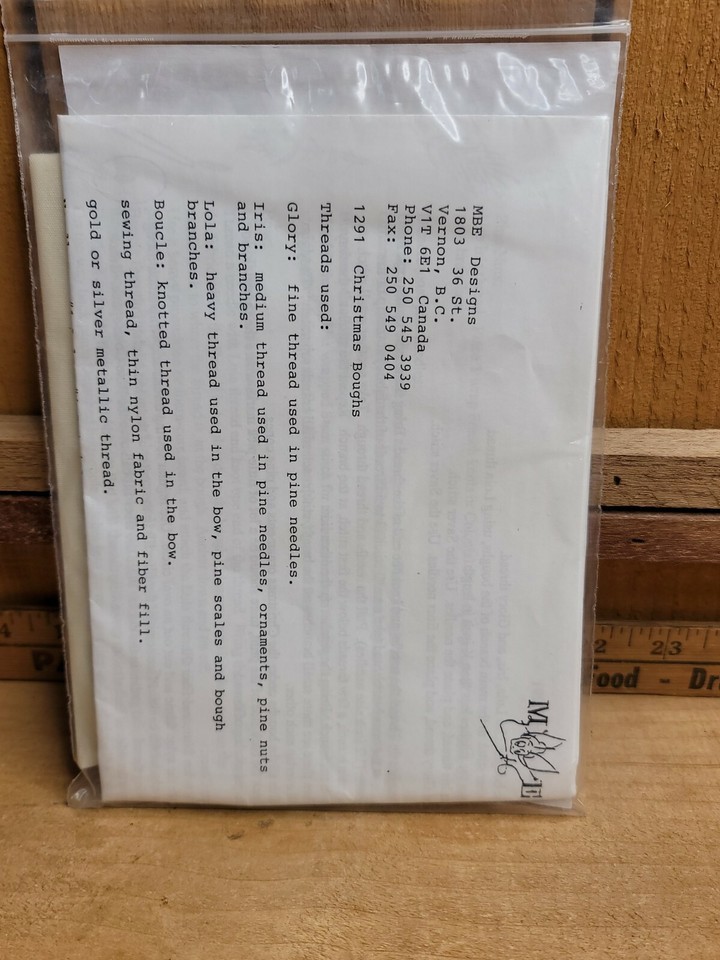 MBE Designs
1803 36 St.
Vernon, B.C.
V1T 6E1 Canada
Phone: 250 545 3939
Fax: 250 549 0404
1291 Christmas Boughs
Threads used:
Glory: fine thread used in pine needles.
Iris: medium thread used in pine needles, ornaments, pine nuts
and branches.
Lola: heavy thread used in the bow, pine scales and bough
branches.
Boucle: knotted thread used in the bow.
sewing thread, thin nylon fabric and fiber fill.
gold or silver metallic thread.
M E
4
2 23
ood - Dr